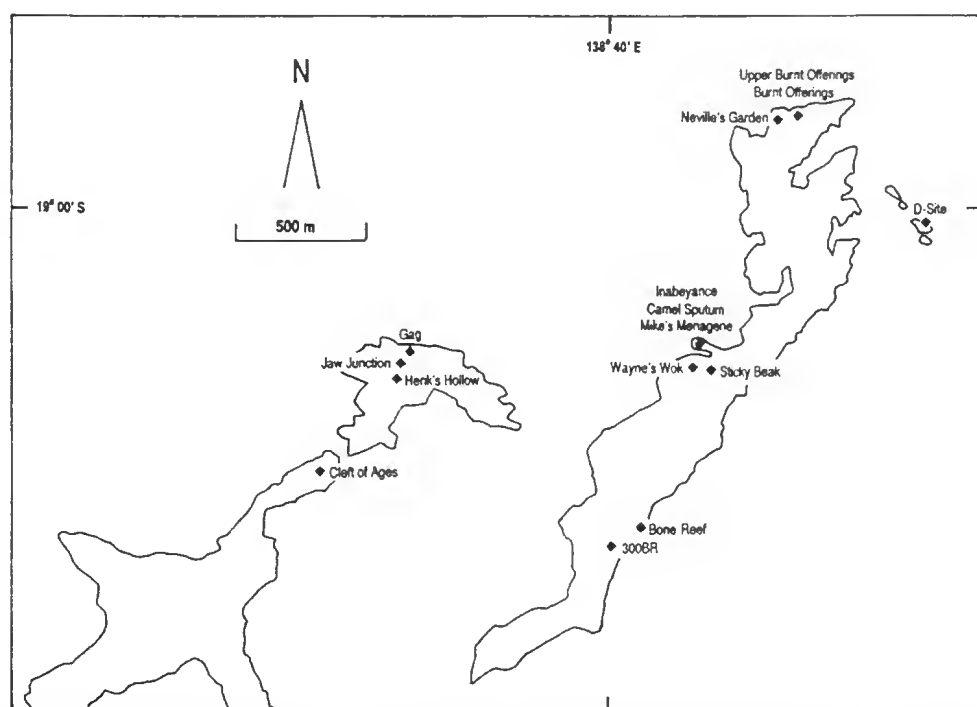 138° 40' E
N
Upper Burnt Offerings
Burnt Offerings
Neville's Garden
19° 00' S
D-Site
500 m
Inabeyance
Camel Sputum
Mike's Menagene
Gag
Jaw Junction
Henk's Hollow
Wayne's Wok
Sticky Beak
Cleft of Ages
Bone Reef
300BR